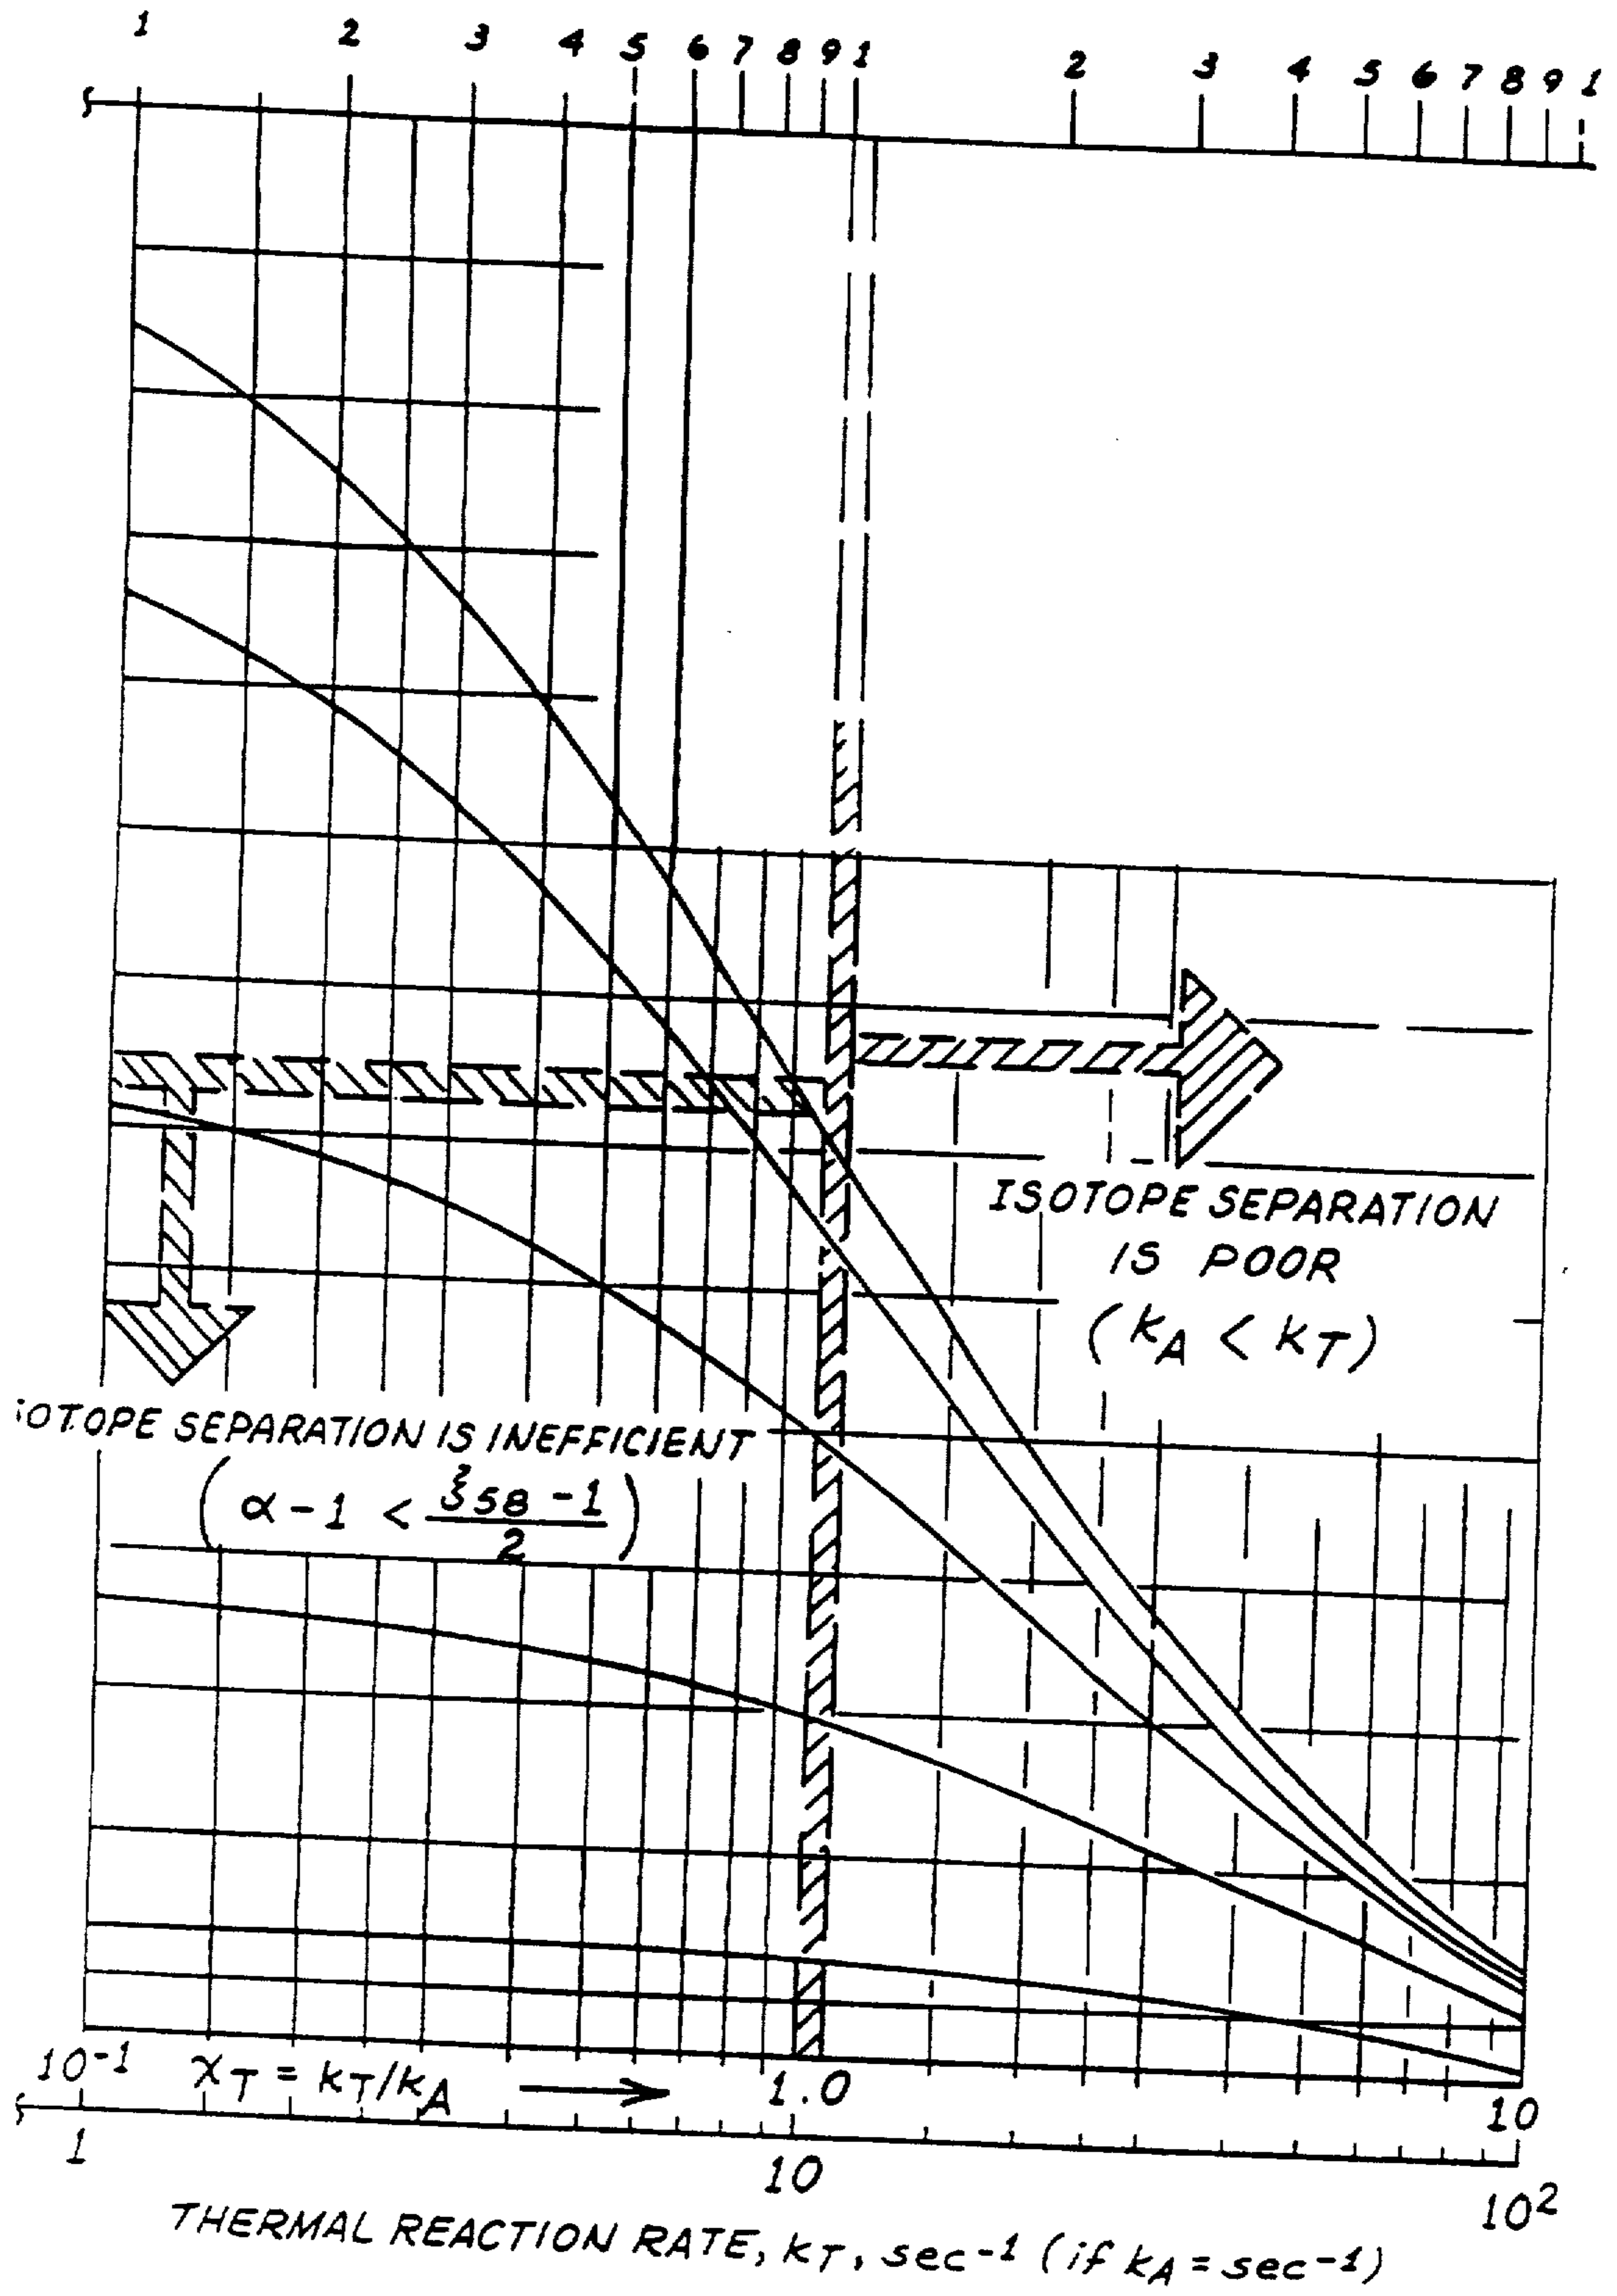 1 2 3 4 5 6 7 8 9 1 2 3 4 5 6 7 8 9 1
ISOTOPE SEPARATION
IS POOR
(kA < kT)
OTOPE SEPARATION IS INEFFICIENT
(α - 1 < ξ58 - 1 / 2)
10⁻¹ χT = kT/kA → 1.0 10
1 10 10²
THERMAL REACTION RATE, kT, sec⁻¹ (if kA = sec⁻¹)